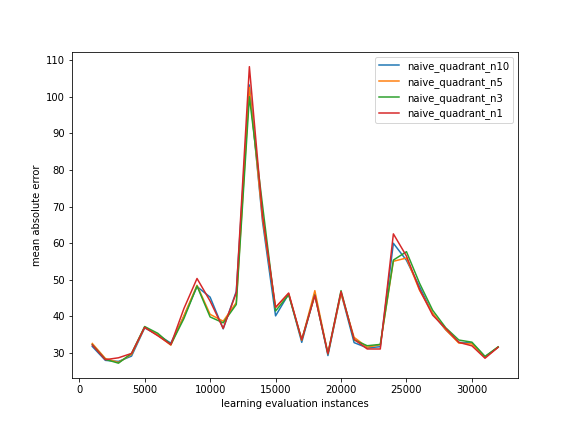 110
100
90
80
70
60
50
40
30
mean absolute error
naive_quadrant_n10
naive_quadrant_n5
naive_quadrant_n3
naive_quadrant_n1
0 5000 10000 15000 20000 25000 30000
learning evaluation instances